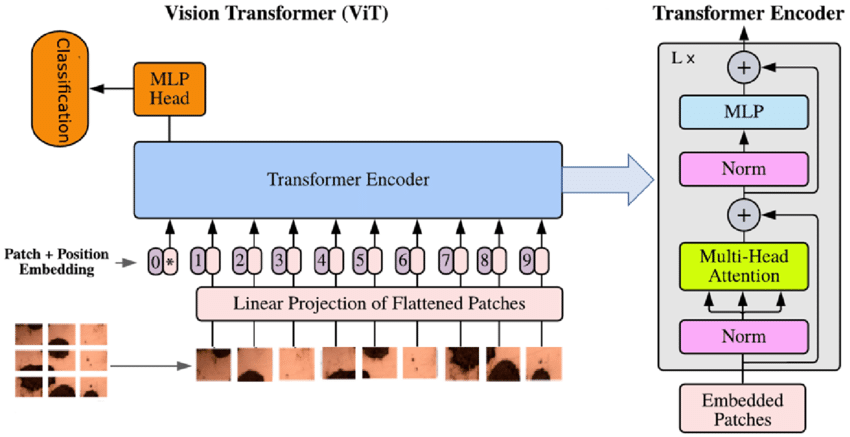 Vision Transformer (ViT)
Transformer Encoder
Classification
MLP
Head
Transformer Encoder
Patch + Position
Embedding
0 * 1 2 3 4 5 6 7 8 9
Linear Projection of Flattened Patches
L ×
+
MLP
Norm
+
Multi-Head
Attention
Norm
Embedded
Patches